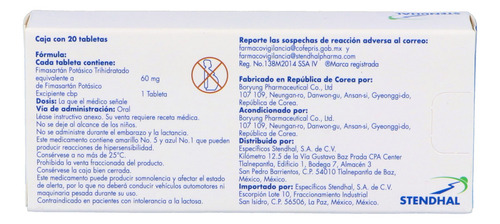 Caja con 20 tabletas
Fórmula:
Cada tableta contiene:
Fimasartán Potásico Trihidratado
equivalente a 60 mg
de Fimasartán Potásico
Excipiente cbp 1 Tableta
Dosis: La que el médico señale
Vía de administración: Oral
Léase instructivo anexo. Su venta requiere receta médica.
No se deje al alcance de los niños.
No se administre durante el embarazo y la lactancia.
Este medicamento contiene amarillo No. 5 y azul No.1 que pueden
producir reacciones de hipersensibilidad.
Consérvese a no más de 25°C.
Prohibida la venta fraccionada del producto.
Consérvese la caja bien cerrada.
Este medicamento puede producir somnolencia y afectar el estado
de alerta, por lo que no deberá conducir vehículos automotores ni
maquinaria pesada durante su uso.
Contraindicado en pacientes con intolerancia a la lactosa.
Reporte las sospechas de reacción adversa al correo:
farmacovigilancia@cofepris.gob.mx y
farmacovigilancia@stendhalpharma.com
Reg. No.138M2014 SSA IV ®Marca registrada
Fabricado en República de Corea por:
Boryung Pharmaceutical Co., Ltd
107 109, Neungan-ro, Danwon-gu, Ansan-si, Gyeonggi-do,
República de Corea.
Acondicionado por:
Boryung Pharmaceutical Co., Ltd.
107 109, Neungan-ro, Danwon-gu, Ansan-si, Gyeonggi-do,
República de Corea.
Distribuido por:
Específicos Stendhal, S.A. de C.V.
Kilómetro 12.5 de la Vía Gustavo Baz Prada CPA Center
Tlalnepantla, Edificio 1, Bodega 7, Almacén 3
San Pedro Barrientos, C.P. 54010 Tlalnepantla de Baz,
México, México.
Importado por: Específicos Stendhal, S.A. de C.V.
Escorpión Lote 10, Fraccionamiento Industrial
San Isidro, C.P. 56506, La Paz, México, México.
STENDHAL